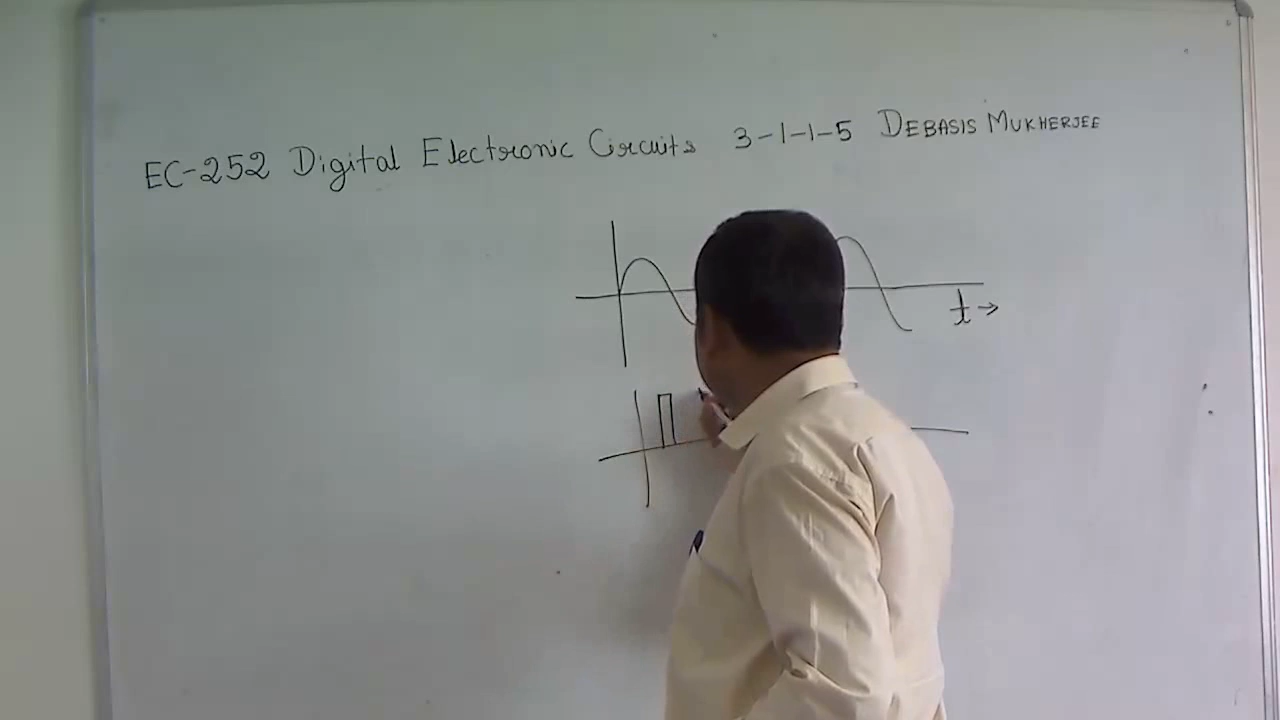 EC-252 Digital Electronic Circuits 3-1-1-5 DEBASIS MUKHERJEE
t→